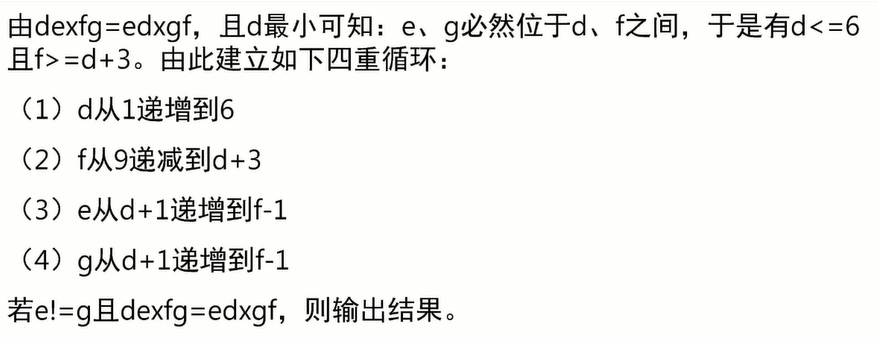 由dexfg=edxgf，且d最小可知：e、g必然位于d、f之间，于是有d<=6
且f>=d+3。由此建立如下四重循环：
（1）d从1递增到6
（2）f从9递减到d+3
（3）e从d+1递增到f-1
（4）g从d+1递增到f-1
若e!=g且dexfg=edxgf，则输出结果。